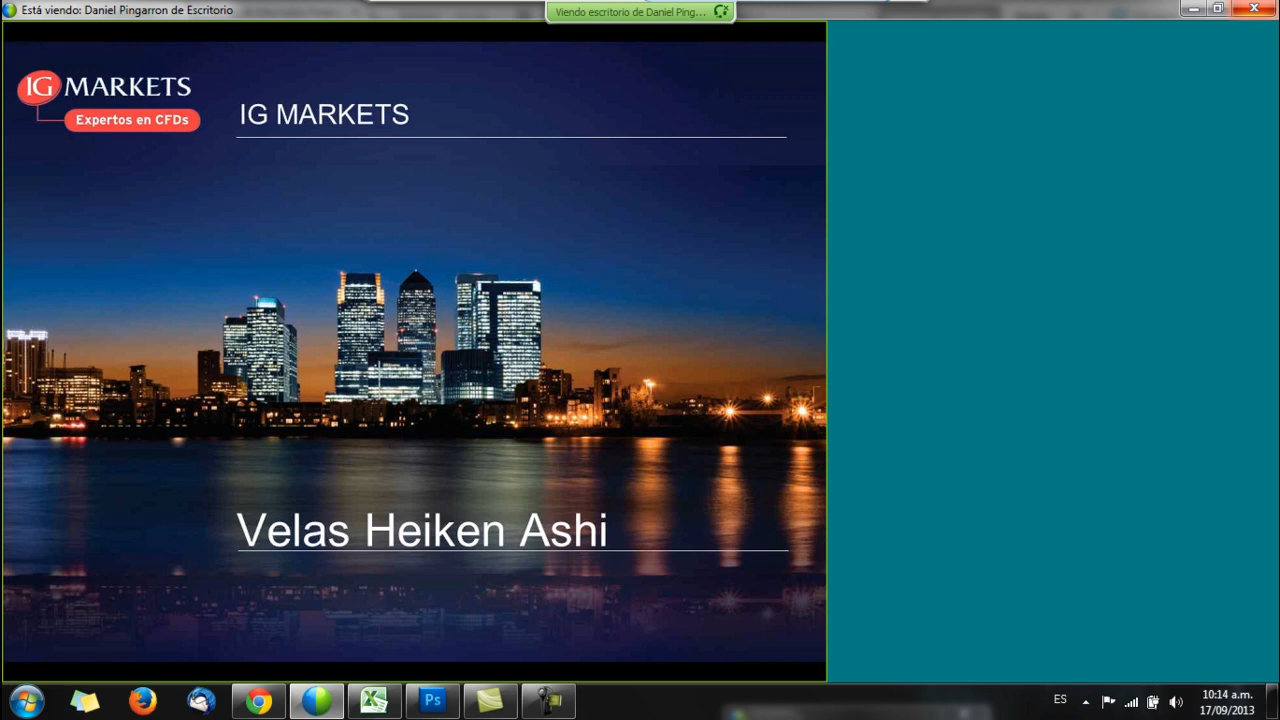 Está viendo: Daniel Pingarron de Escritorio
Viendo escritorio de Daniel Ping...
IG MARKETS
Expertos en CFDs
IG MARKETS
Velas Heiken Ashi
Ps
ES
10:14 a.m.
17/09/2013